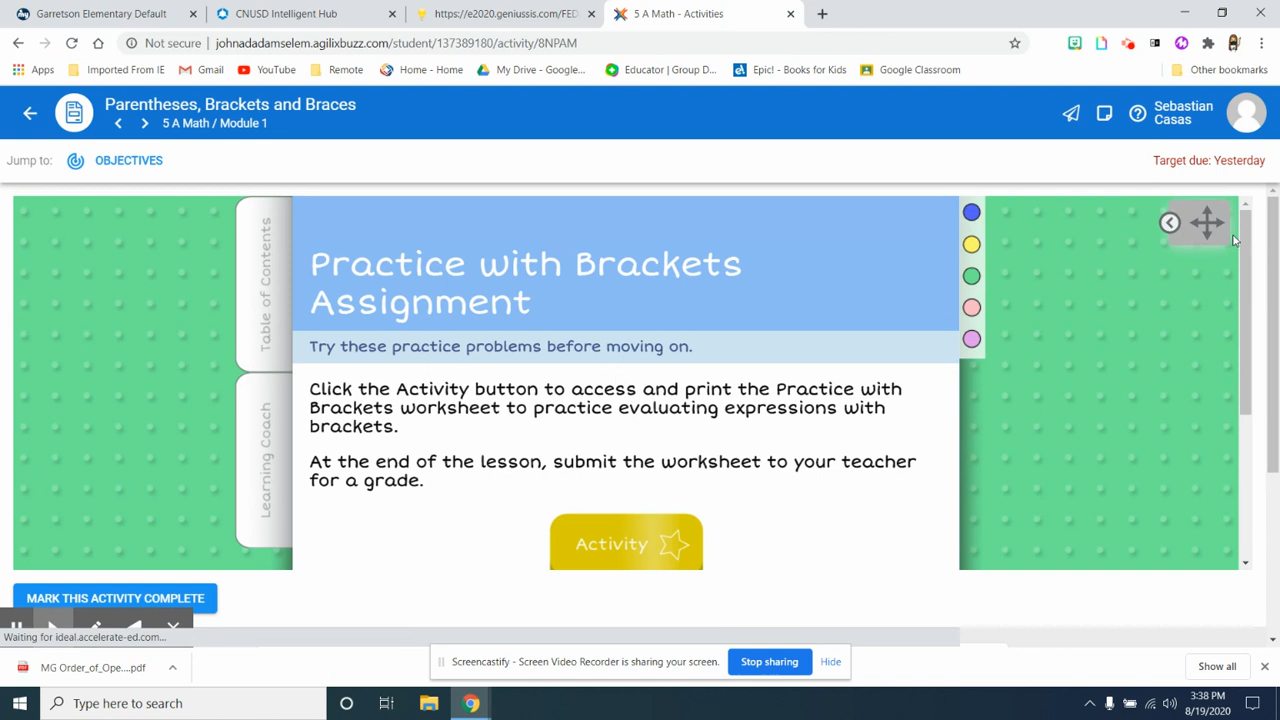 Garretson Elementary Default
CNUSD Intelligent Hub
https://e2020.geniussis.com/FED
5 A Math - Activities
Not secure
johnadadamselem.agilixbuzz.com/student/137389180/activity/8NPAM
Apps
Imported From IE
Gmail
YouTube
Remote
Home - Home
My Drive - Google...
Educator | Group D...
Epic! - Books for Kids
Google Classroom
Other bookmarks
Parentheses, Brackets and Braces
5 A Math / Module 1
Sebastian
Casas
Jump to:
OBJECTIVES
Target due: Yesterday
Table of Contents
Learning Coach
Practice with Brackets
Assignment
Try these practice problems before moving on.
Click the Activity button to access and print the Practice with
Brackets worksheet to practice evaluating expressions with
brackets.
At the end of the lesson, submit the worksheet to your teacher
for a grade.
Activity
MARK THIS ACTIVITY COMPLETE
Waiting for ideal.accelerate-ed.com...
MG Order_of_Ope....pdf
Screencastify - Screen Video Recorder is sharing your screen.
Stop sharing
Hide
Show all
Type here to search
3:38 PM
8/19/2020